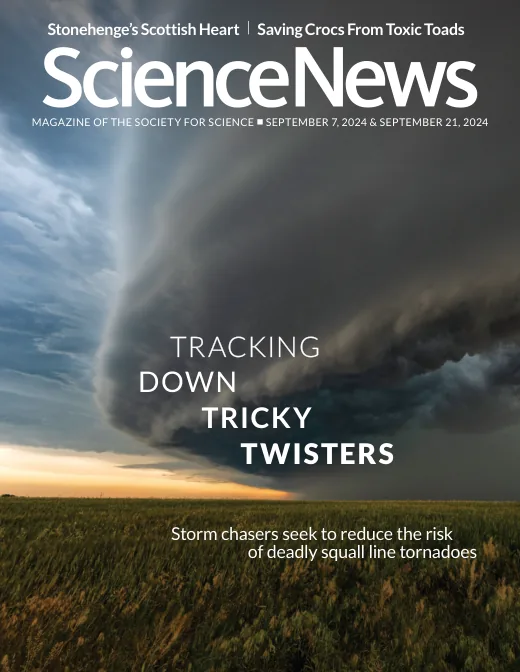 Stonehenge's Scottish Heart | Saving Crocs From Toxic Toads
ScienceNews
MAGAZINE OF THE SOCIETY FOR SCIENCE ■ SEPTEMBER 7, 2024 & SEPTEMBER 21, 2024
TRACKING
DOWN
TRICKY
TWISTERS
Storm chasers seek to reduce the risk
of deadly squall line tornadoes